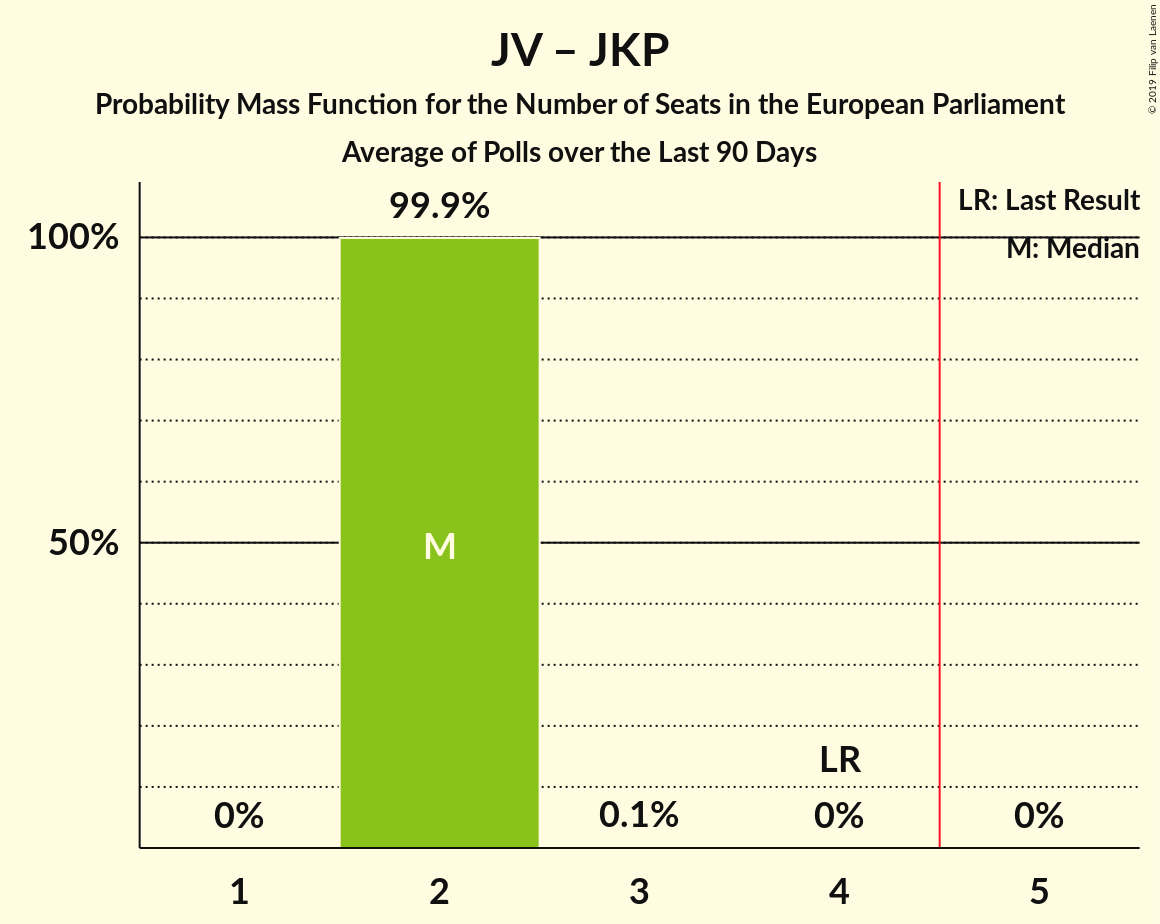 JV – JKP
Probability Mass Function for the Number of Seats in the European Parliament
Average of Polls over the Last 90 Days
© 2019 Filip van Laenen
LR: Last Result
M: Median
99.9%
100%
50%
M
LR
0%
0.1%
0%
0%
1
2
3
4
5